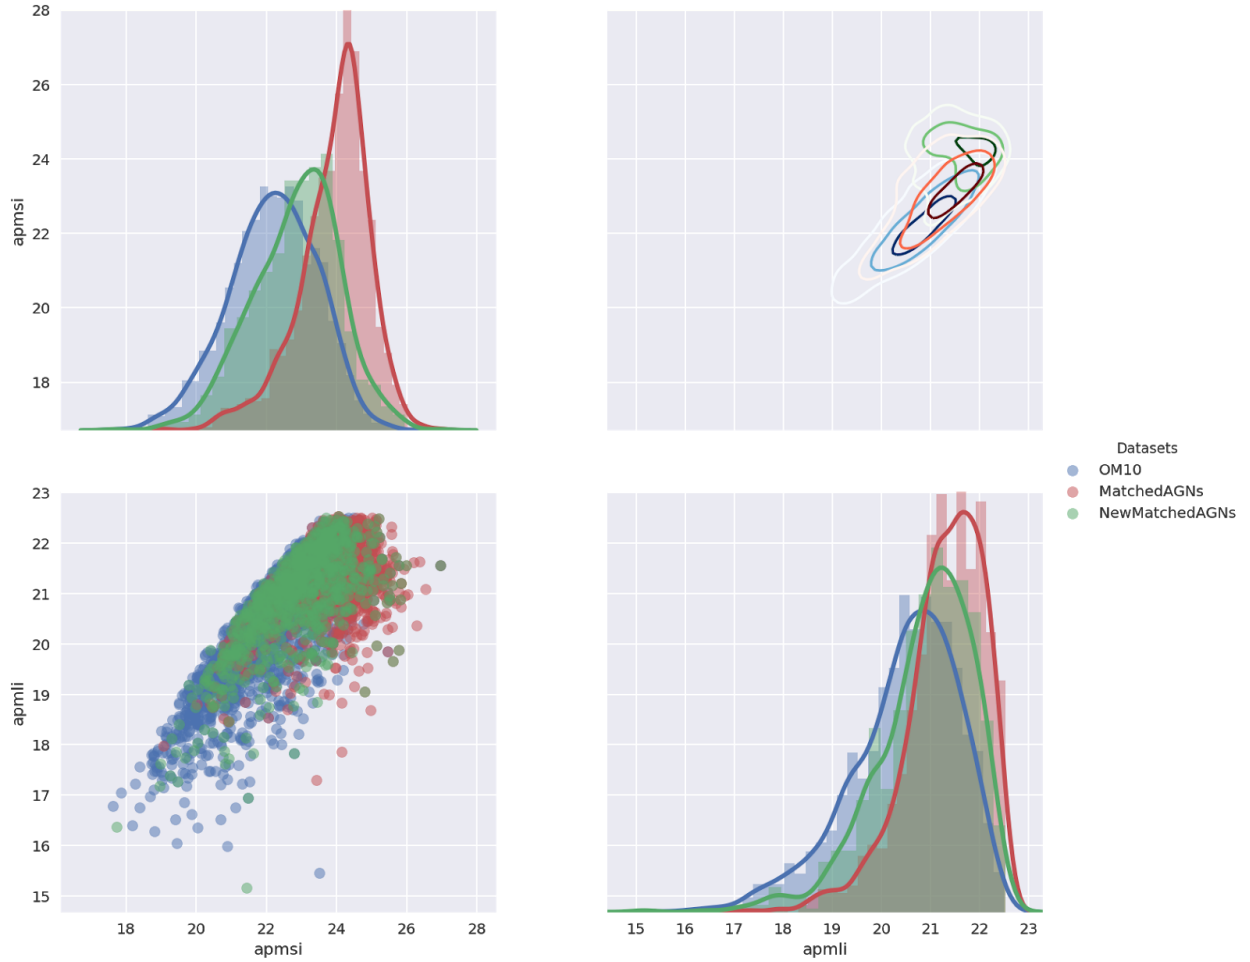 28
26
24
22
20
18
apmsi
Datasets
OM10
MatchedAGNs
NewMatchedAGNs
23
22
21
20
19
18
17
16
15
apmli
18 20 22 24 26 28
apmsi
15 16 17 18 19 20 21 22 23
apmli